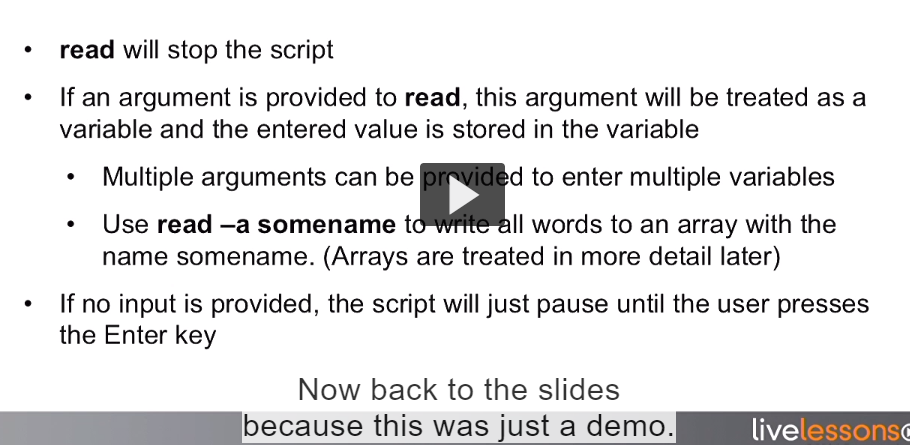 • read will stop the script
• If an argument is provided to read, this argument will be treated as a
variable and the entered value is stored in the variable
• Multiple arguments can be provided to enter multiple variables
• Use read –a somename to write all words to an array with the
name somename. (Arrays are treated in more detail later)
• If no input is provided, the script will just pause until the user presses
the Enter key
Now back to the slides
because this was just a demo.
livelessons